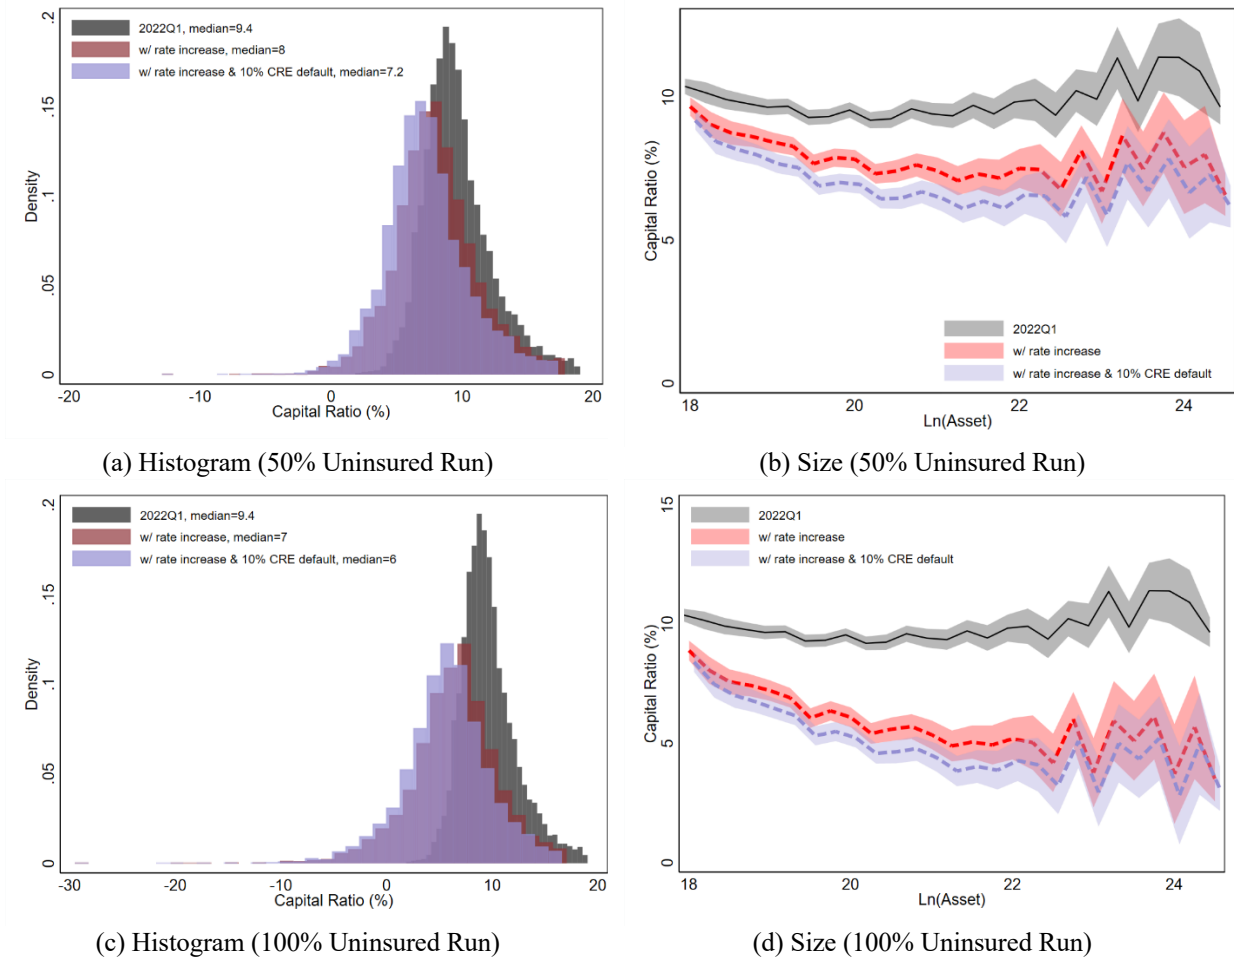 .2
2022Q1, median=9.4
w/ rate increase, median=8
w/ rate increase & 10% CRE default, median=7.2
.15
Density
.1
.05
0
-20
-10
0
10
20
Capital Ratio (%)
(a) Histogram (50% Uninsured Run)
10
Capital Ratio (%)
5
0
2022Q1
w/ rate increase
w/ rate increase & 10% CRE default
18
20
22
24
Ln(Asset)
(b) Size (50% Uninsured Run)
.2
2022Q1, median=9.4
w/ rate increase, median=7
w/ rate increase & 10% CRE default, median=6
.15
Density
.1
.05
0
-30
-20
-10
0
10
20
Capital Ratio (%)
(c) Histogram (100% Uninsured Run)
15
2022Q1
w/ rate increase
w/ rate increase & 10% CRE default
10
Capital Ratio (%)
5
0
18
20
22
24
Ln(Asset)
(d) Size (100% Uninsured Run)